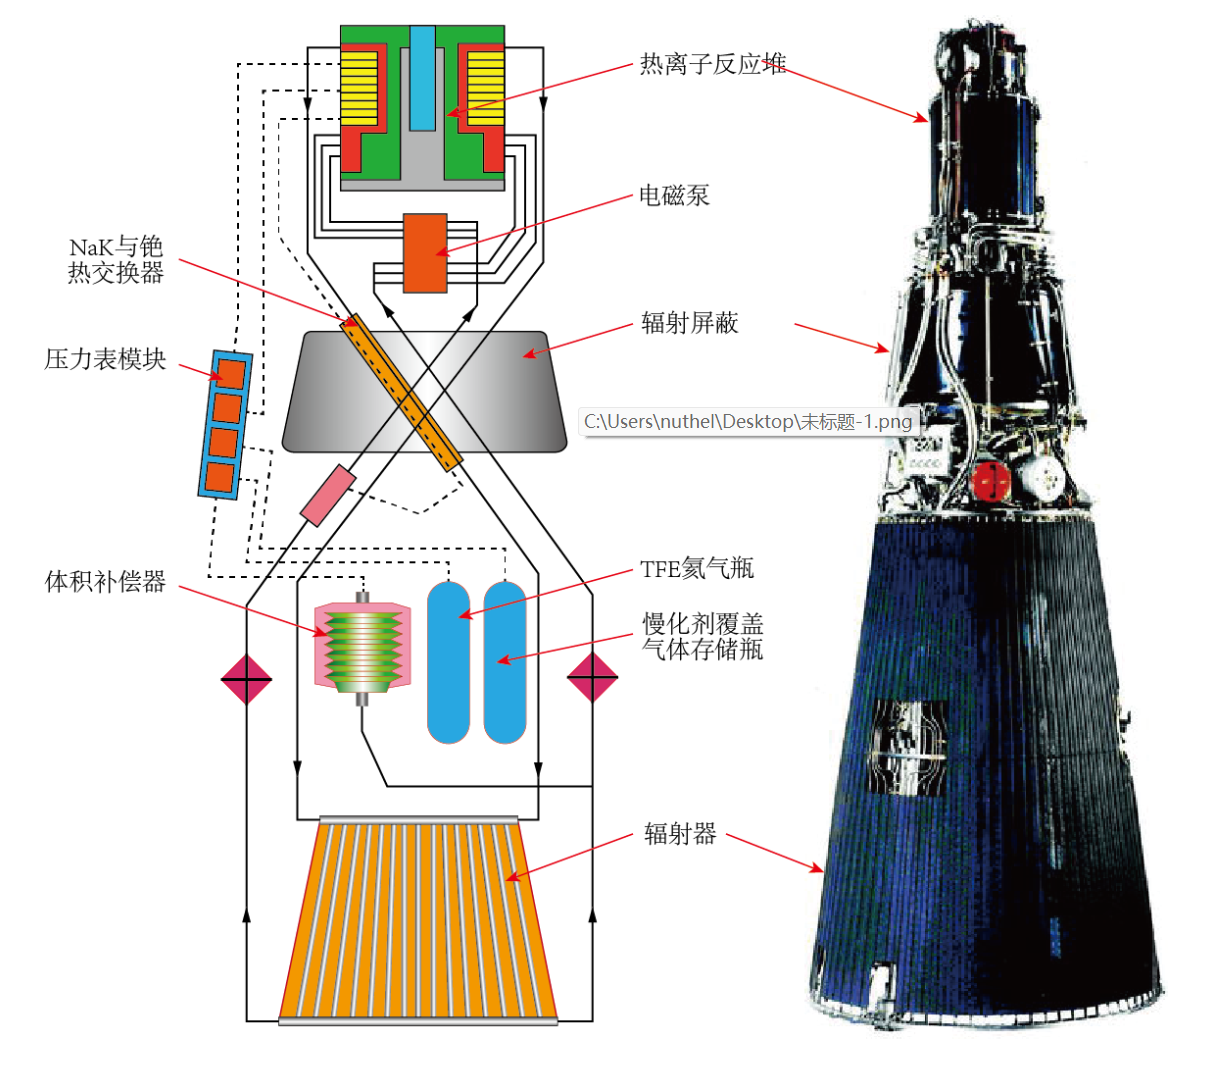 热离子反应堆
电磁泵
NaK与铯
热交换器
辐射屏蔽
压力表模块
C:\Users\nuthel\Desktop\未标题-1.png
TFE氦气瓶
体积补偿器
慢化剂覆盖
气体存储瓶
辐射器